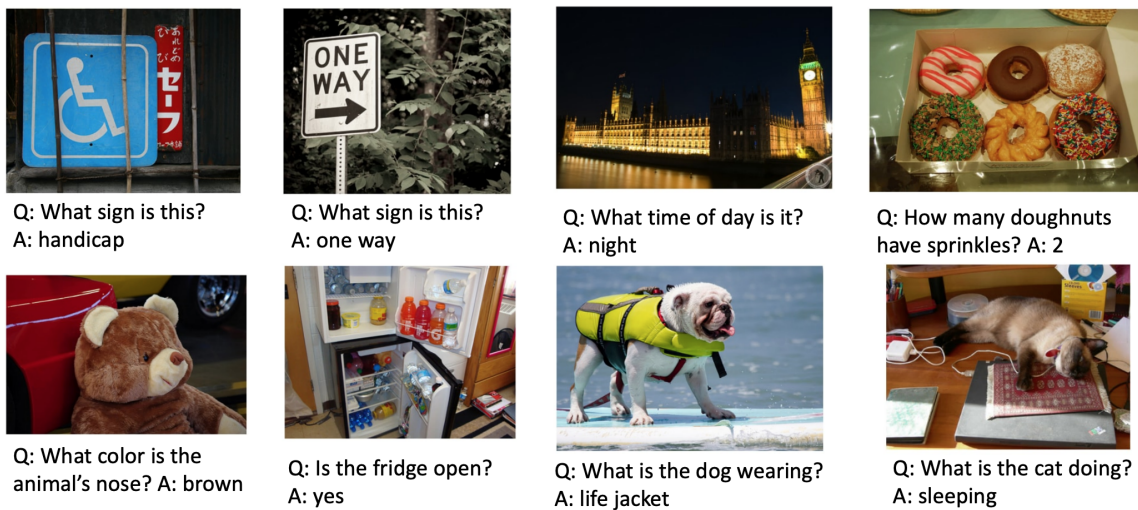 セーフ
ONE
WAY
Q: What sign is this?
A: handicap
Q: What sign is this?
A: one way
Q: What time of day is it?
A: night
Q: How many doughnuts
have sprinkles? A: 2
Q: What color is the
animal's nose? A: brown
Q: Is the fridge open?
A: yes
Q: What is the dog wearing?
A: life jacket
Q: What is the cat doing?
A: sleeping